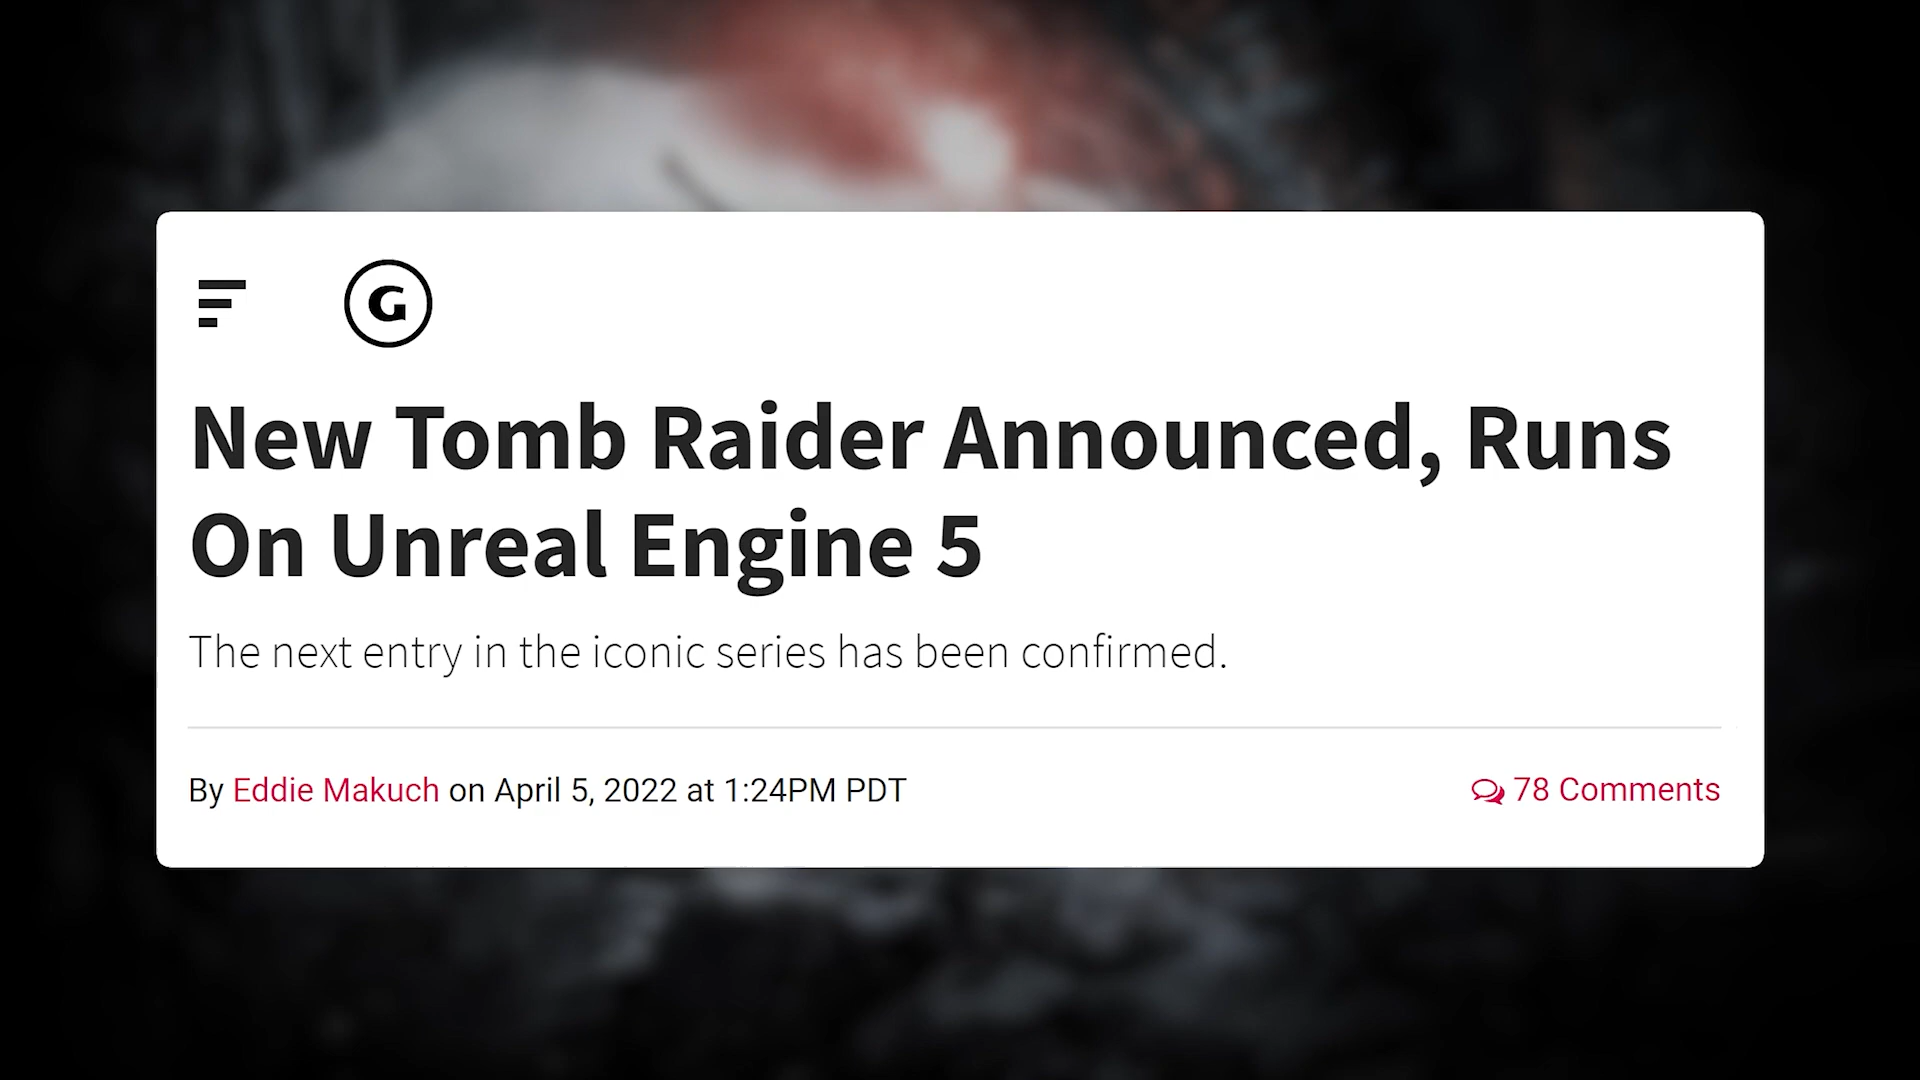 G
New Tomb Raider Announced, Runs
On Unreal Engine 5
The next entry in the iconic series has been confirmed.
By Eddie Makuch on April 5, 2022 at 1:24PM PDT
78 Comments